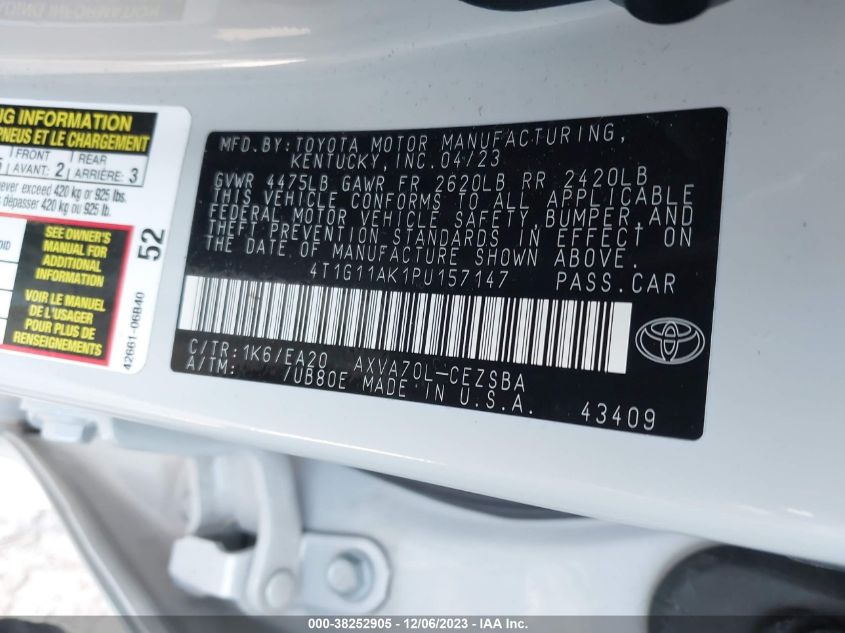 NG INFORMATION
PNEUS ET LE CHARGEMENT
FRONT REAR
AVANT: 2 ARRIÈRE: 3
never exceed 420 kg or 925 lbs.
dépasser 420 kg ou 925 lb.
SEE OWNER'S
MANUAL FOR
ADDITIONAL
INFORMATION
VOIR LE MANUEL
DE L'USAGER
POUR PLUS DE
RENSEIGNEMENTS
52
42661-06B40
MFD.BY:TOYOTA MOTOR MANUFACTURING,
KENTUCKY,INC.04/23
GVWR 4475LB GAWR FR 2620LB RR 2420LB
THIS VEHICLE CONFORMS TO ALL APPLICABLE
FEDERAL MOTOR VEHICLE SAFETY,BUMPER,AND
THEFT PREVENTION STANDARDS IN EFFECT ON
THE DATE OF MANUFACTURE SHOWN ABOVE.
4T1G11AK1PU157147 PASS.CAR
C/TR:1K6/EA20 AXVA70L-CEZSBA
A/TM: /UB80E MADE IN U.S.A.
43409
000-38252905 - 12/06/2023 - IAA Inc.